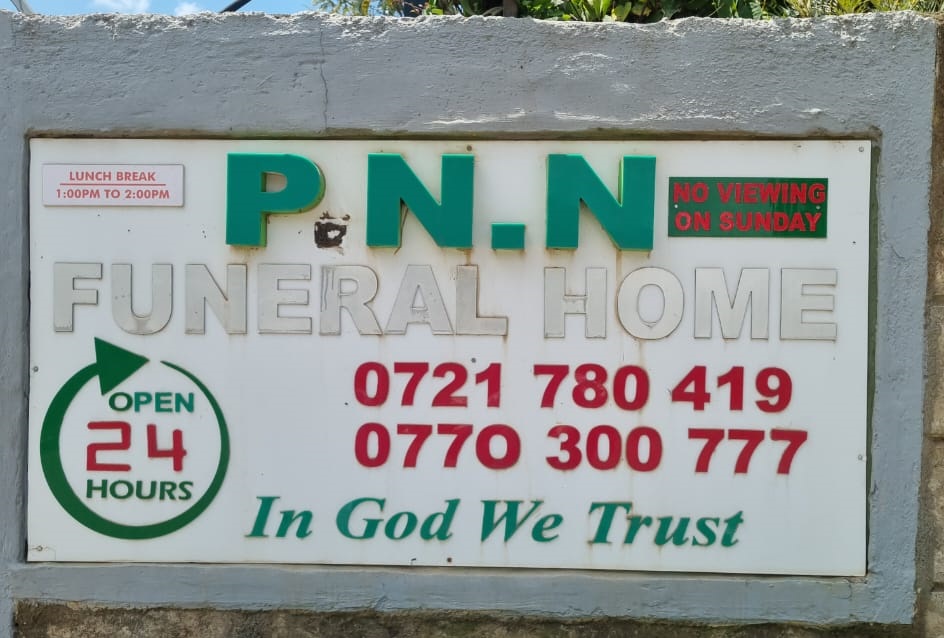 LUNCH BREAK
1:00PM TO 2:00PM
P.N.N
NO VIEWING
ON SUNDAY
FUNERAL HOME
0721 780 419
0770 300 777
OPEN
24
HOURS
In God We Trust